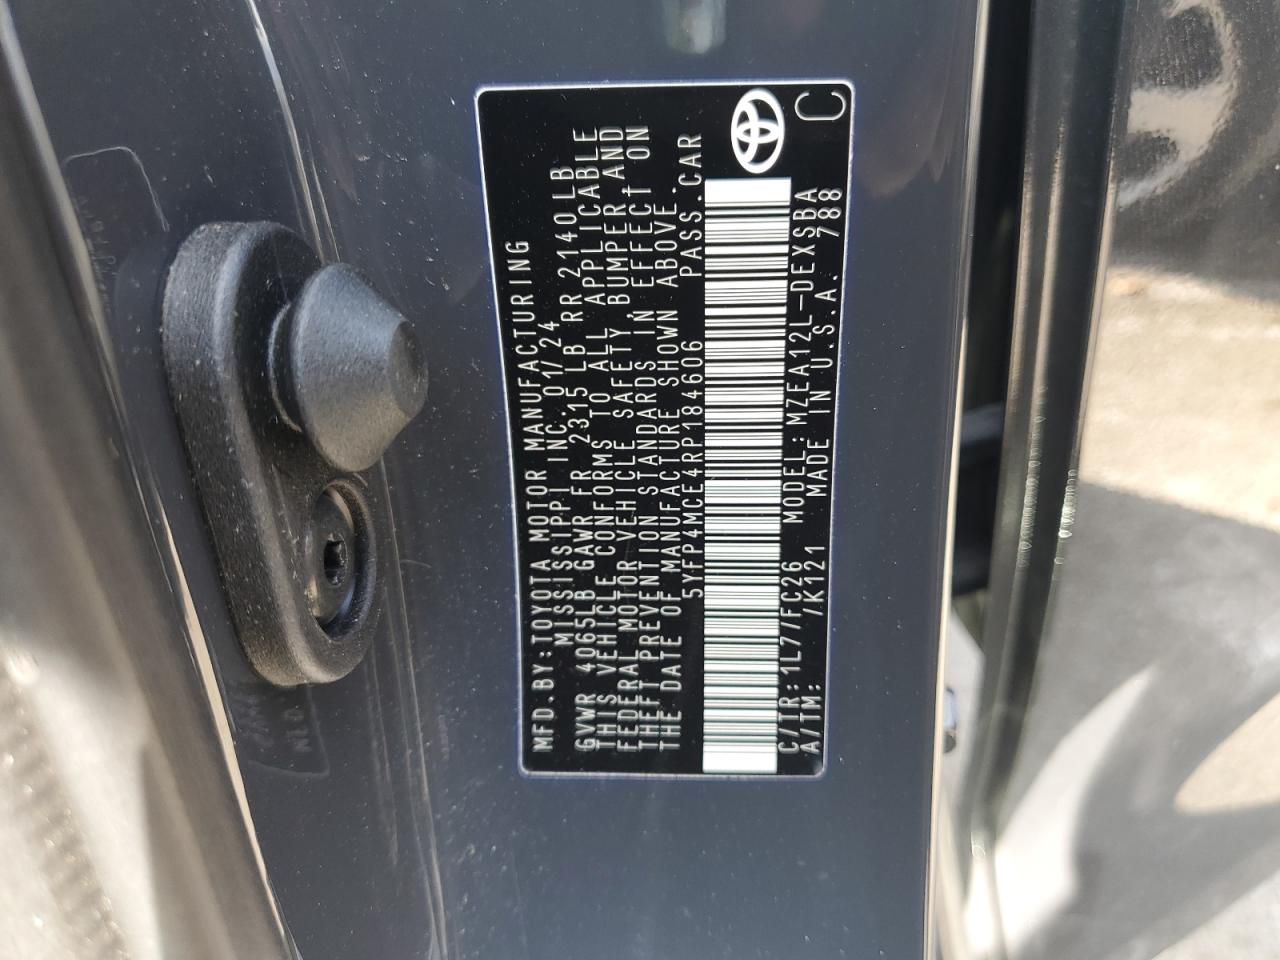 MFD.BY:TOYOTA MOTOR MANUFACTURING
MISSISSIPPI INC. 01/24
GVWR 4065LB GAWR FR 2315 LB RR 2140LB
THIS VEHICLE CONFORMS TO ALL APPLICABLE
FEDERAL MOTOR VEHICLE SAFETY, BUMPER AND
THEFT PREVENTION STANDARDS IN EFFECT ON
THE DATE OF MANUFACTURE SHOWN ABOVE.
5YFP4MCE4RP184606 PASS.CAR
C/TR:1L7/FC26 MODEL:MZEA12L-DEXSBA
A/TM: /K121 MADE IN U.S.A. 788
C